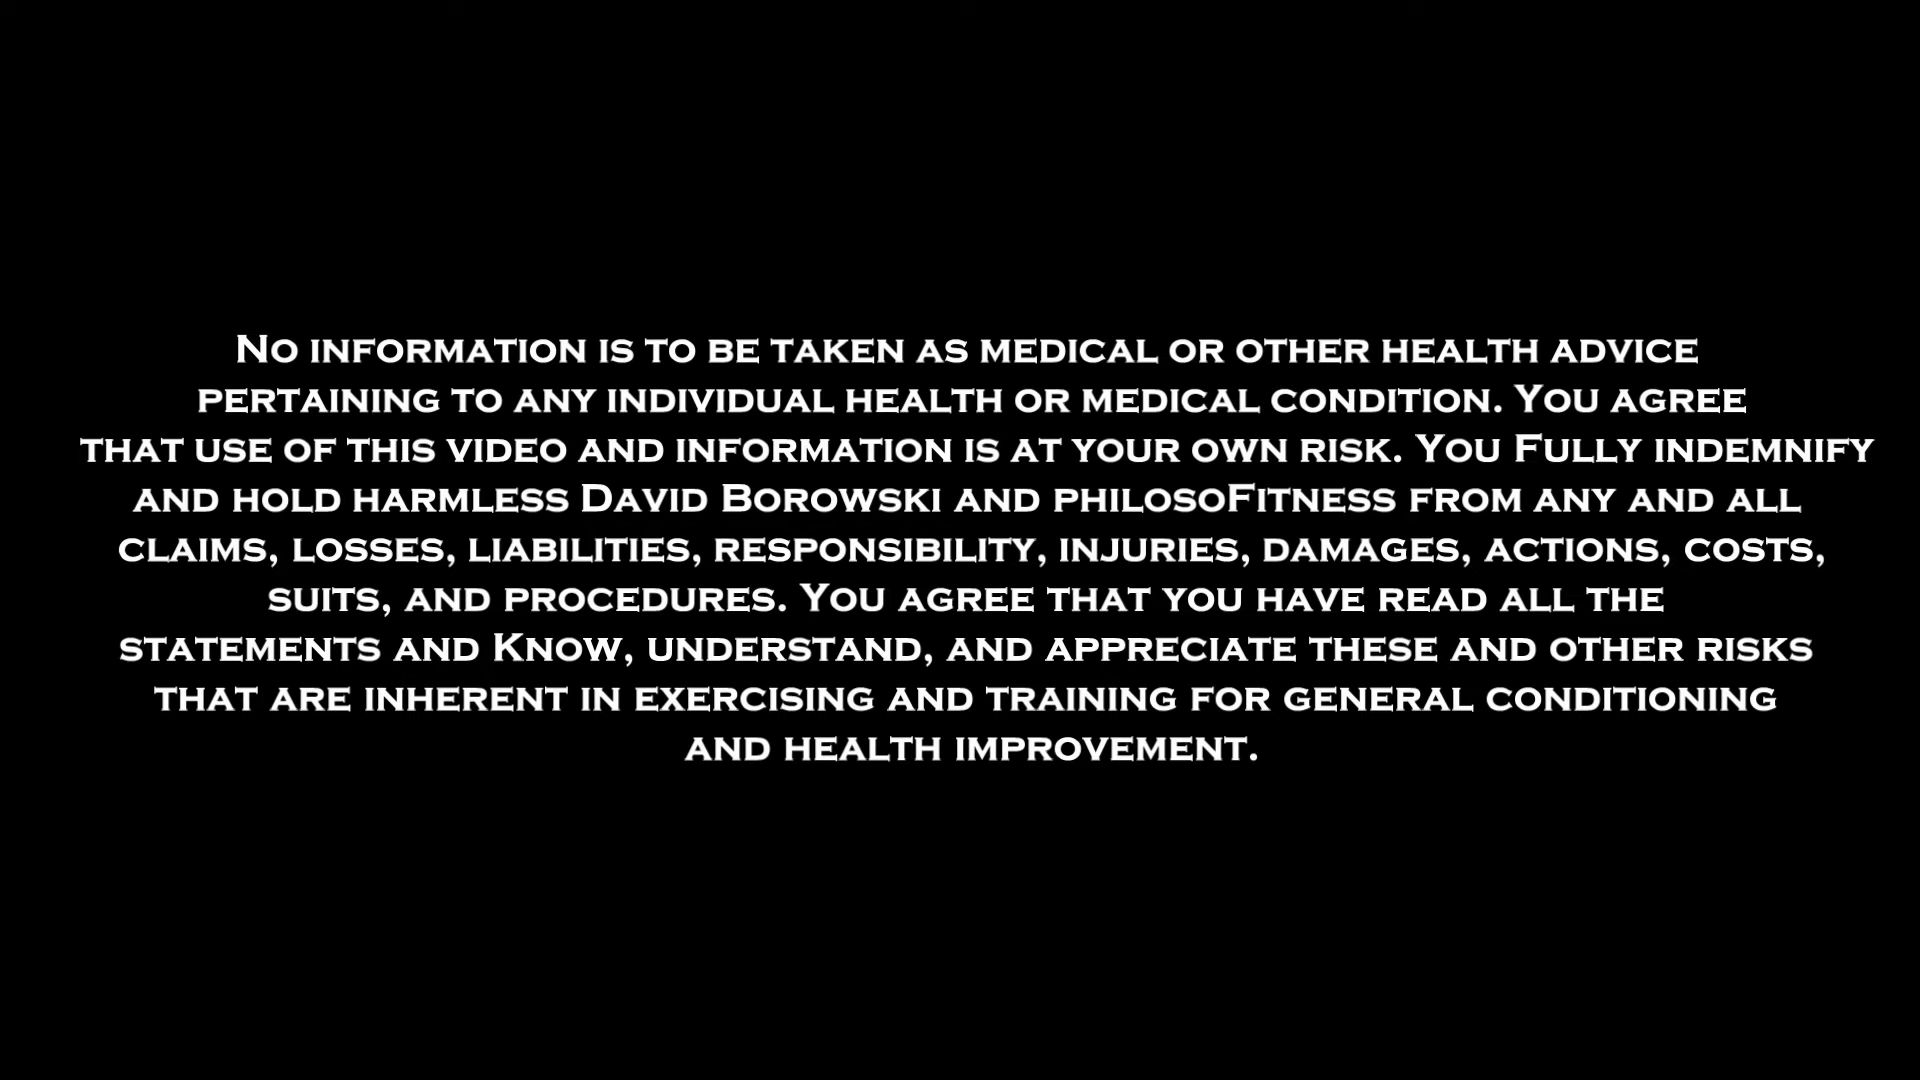 No information is to be taken as medical or other health advice
pertaining to any individual health or medical condition. You agree
that use of this video and information is at your own risk. You Fully indemnify
and hold harmless David Borowski and philosoFitness from any and all
claims, losses, liabilities, responsibility, injuries, damages, actions, costs,
suits, and procedures. You agree that you have read all the
statements and Know, understand, and appreciate these and other risks
that are inherent in exercising and training for general conditioning
and health improvement.